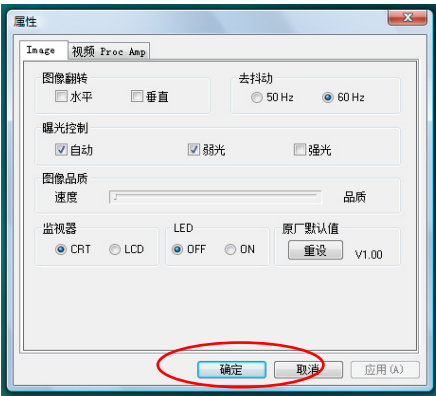 属性
Image 视频 Proc Amp
图像翻转 去抖动
水平 垂直 50 Hz 60 Hz
曝光控制
自动 弱光 强光
图像品质
速度 品质
监视器 LED 原厂默认值
CRT LCD OFF ON 重设 V1.00
确定 取消 应用(A)